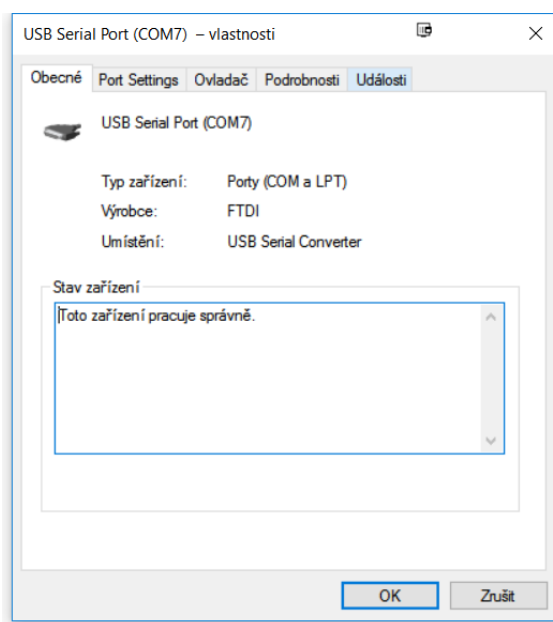 USB Serial Port (COM7) – vlastnosti
Obecné Port Settings Ovladač Podrobnosti Události
USB Serial Port (COM7)
Typ zařízení: Porty (COM a LPT)
Výrobce: FTDI
Umístění: USB Serial Converter
Stav zařízení
Toto zařízení pracuje správně.
OK Zrušit